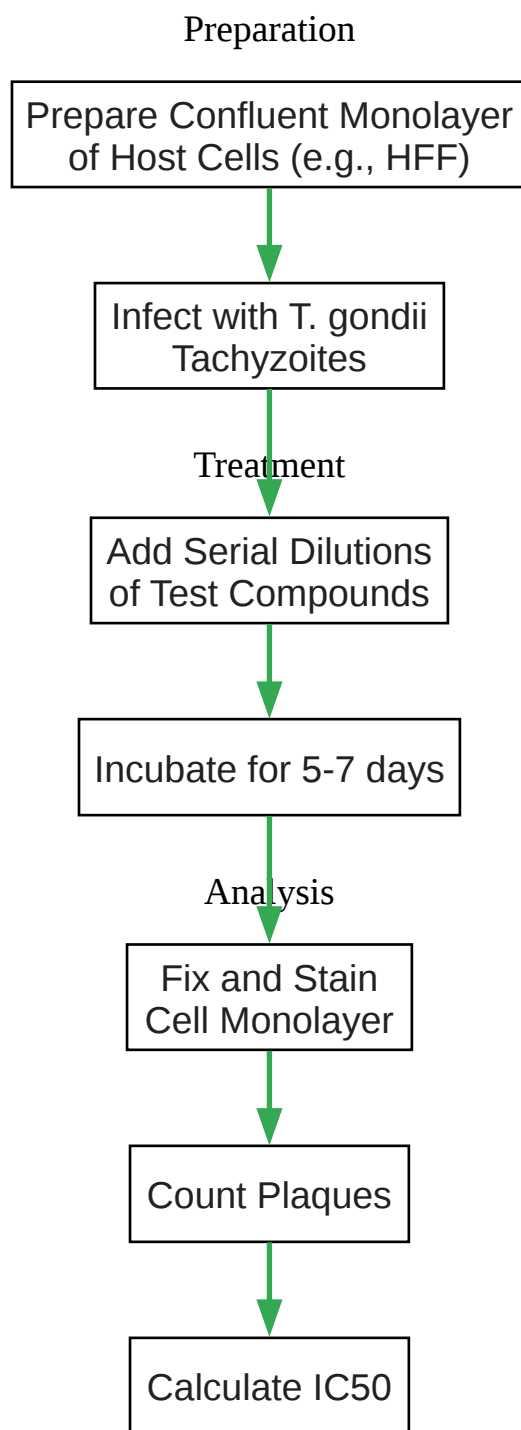 Preparation
Prepare Confluent Monolayer
of Host Cells (e.g., HFF)
Infect with T. gondii
Tachyzoites
Treatment
Add Serial Dilutions
of Test Compounds
Incubate for 5-7 days
Analysis
Fix and Stain
Cell Monolayer
Count Plaques
Calculate IC50